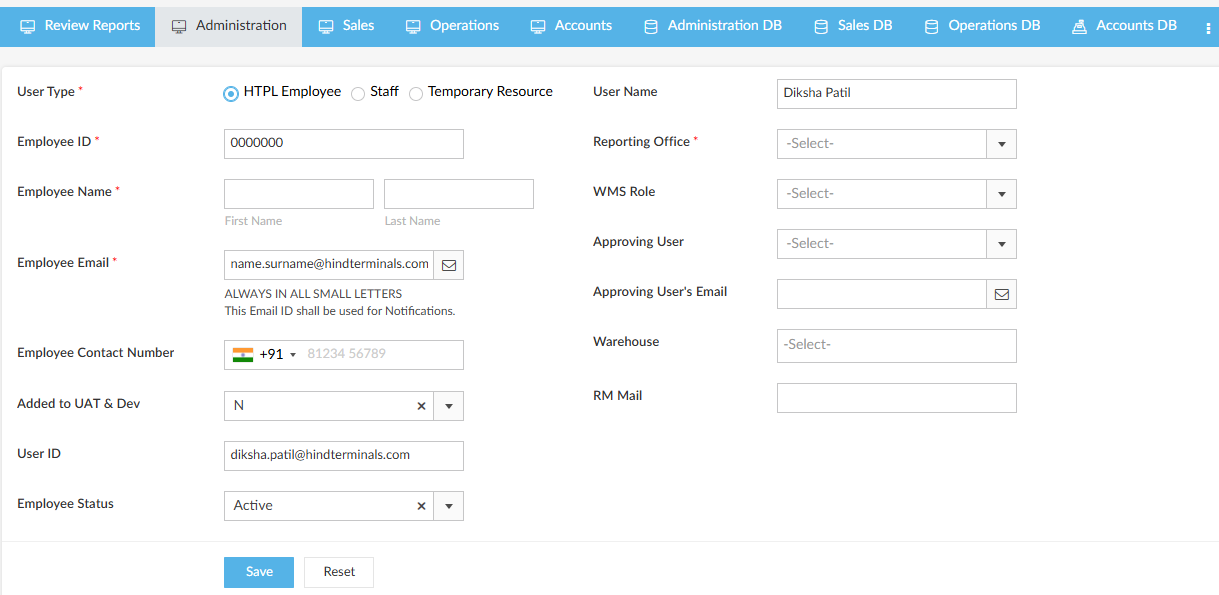 Review Reports Administration Sales Operations Accounts Administration DB Sales DB Operations DB Accounts DB
User Type * HTPL Employee Staff Temporary Resource
Employee ID * 0000000
Employee Name *
First Name Last Name
Employee Email * name.surname@hindterminals.com
ALWAYS IN ALL SMALL LETTERS
This Email ID shall be used for Notifications.
Employee Contact Number +91 81234 56789
Added to UAT & Dev N
User ID diksha.patil@hindterminals.com
Employee Status Active
User Name Diksha Patil
Reporting Office * -Select-
WMS Role -Select-
Approving User -Select-
Approving User's Email
Warehouse -Select-
RM Mail
Save Reset